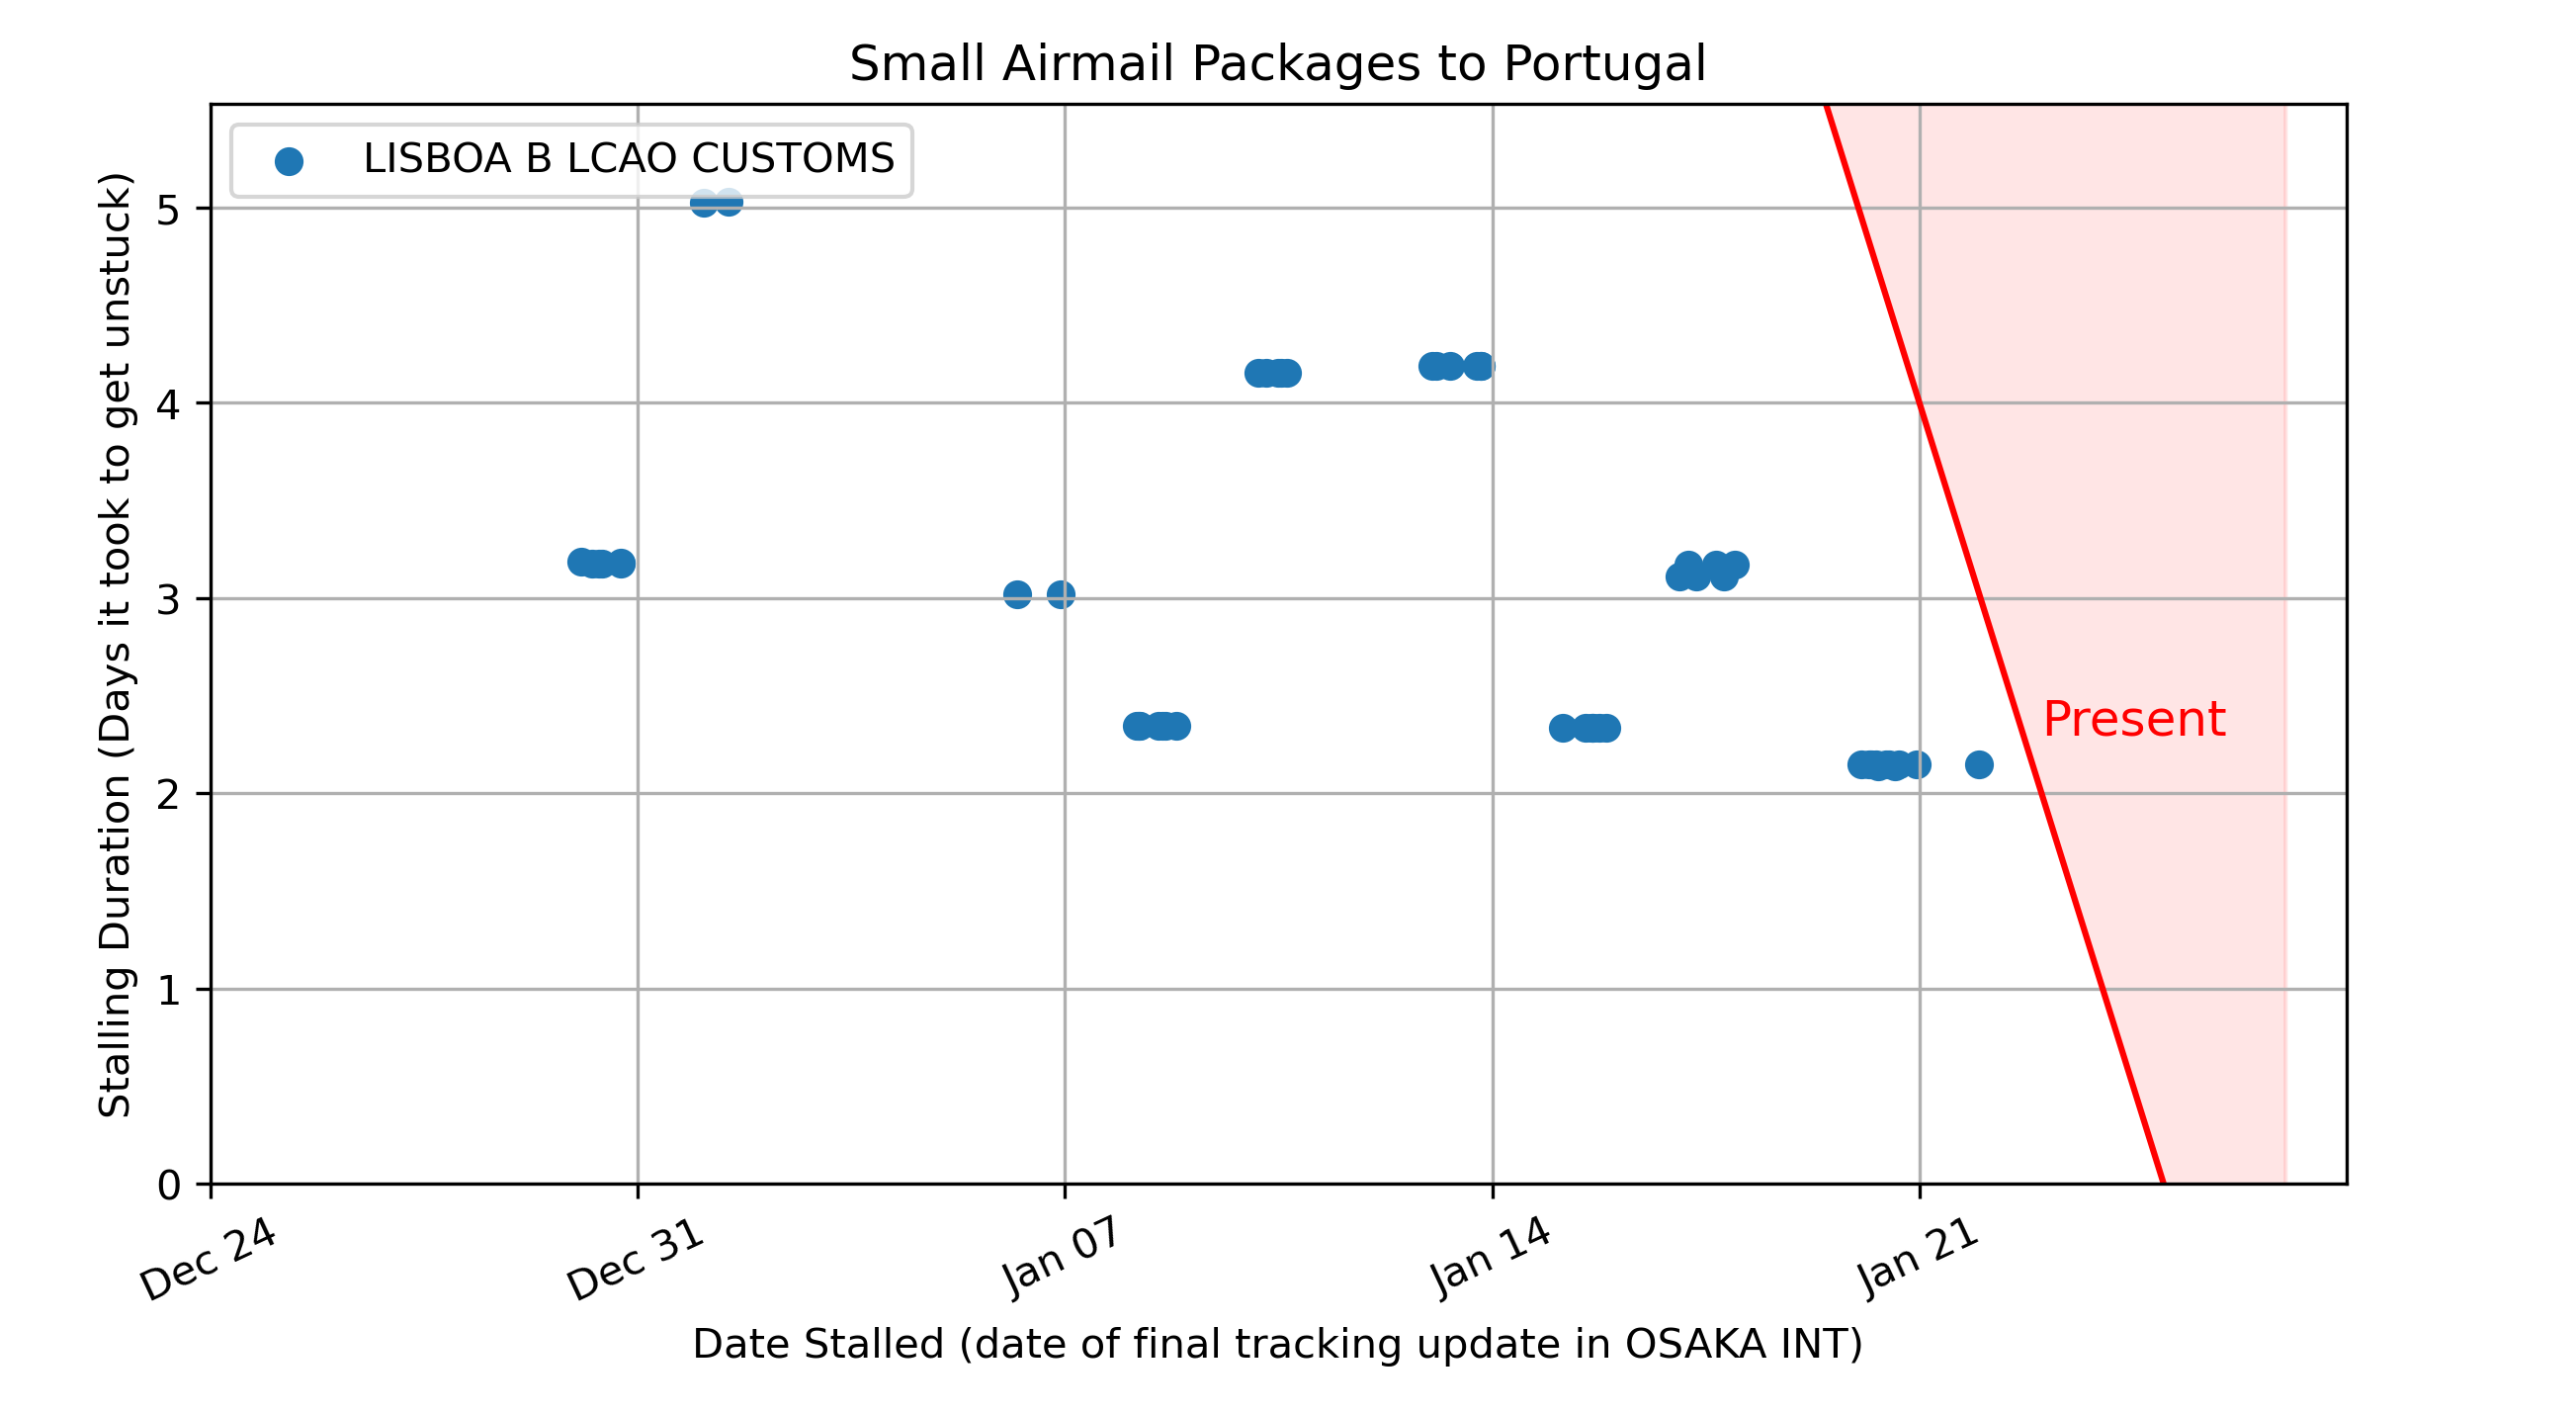 Small Airmail Packages to Portugal
LISBOA B LCAO CUSTOMS
Stalling Duration (Days it took to get unstuck)
5
4
3
2
1
0
Present
Dec 24
Dec 31
Jan 07
Jan 14
Jan 21
Date Stalled (date of final tracking update in OSAKA INT)